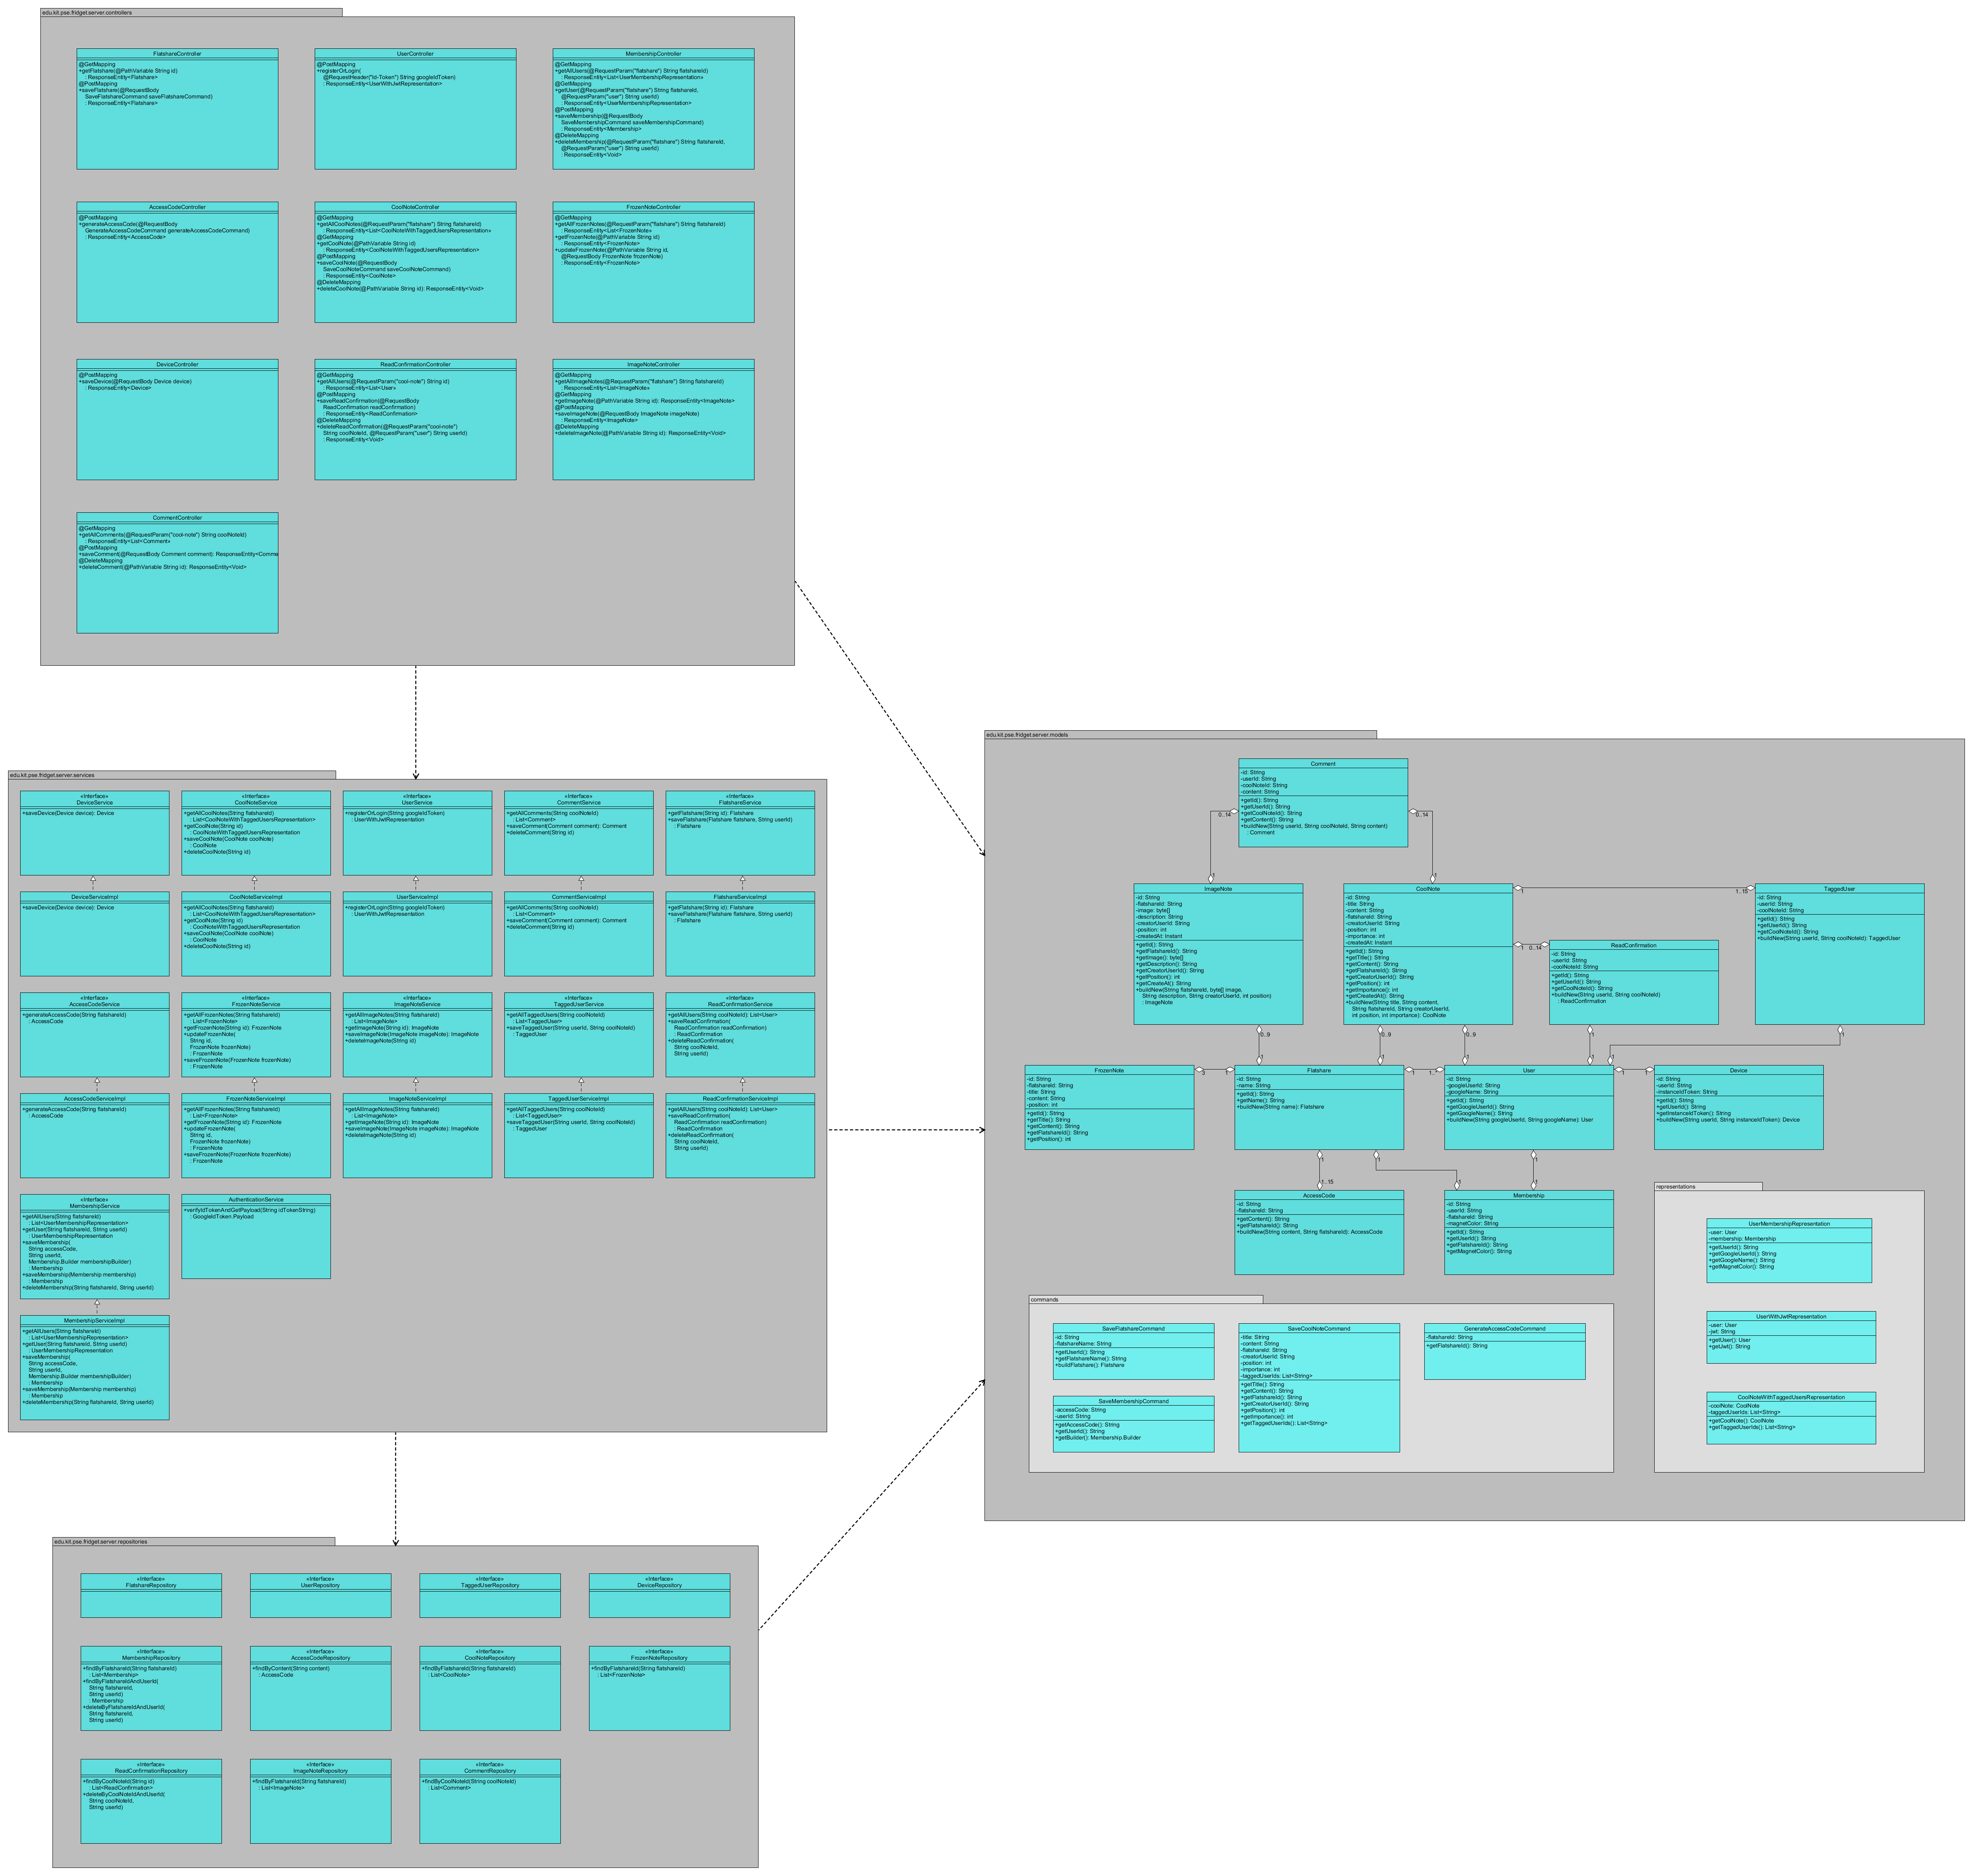 edu.kit.pse.fridget.server.controllers
FlatshareController
@GetMapping
+getFlatshare(@PathVariable String id)
: ResponseEntity<Flatshare>
@PostMapping
+saveFlatshare(@RequestBody
SaveFlatshareCommand saveFlatshareCommand)
: ResponseEntity<Flatshare>
UserController
@PostMapping
+registerOrLogin(
@RequestHeader("Id-Token") String googleIdToken)
: ResponseEntity<UserWithJwtRepresentation>
MembershipController
@GetMapping
+getAllUsers(@RequestParam("flatshare") String flatshareId)
: ResponseEntity<List<UserMembershipRepresentation»
@GetMapping
+getUser(@RequestParam("flatshare") String flatshareId,
@RequestParam("user") String userId)
: ResponseEntity<UserMembershipRepresentation>
@PostMapping
+saveMembership(@RequestBody
SaveMembershipCommand saveMembershipCommand)
: ResponseEntity<Membership>
@DeleteMapping
+deleteMembership(@RequestParam("flatshare") String flatshareId,
@RequestParam("user") String userId)
: ResponseEntity<Void>
AccessCodeController
@PostMapping
+generateAccessCode(@RequestBody
GenerateAccessCodeCommand generateAccessCodeCommand)
: ResponseEntity<AccessCode>
CoolNoteController
@GetMapping
+getAllCoolNotes(@RequestParam("flatshare") String flatshareId)
: ResponseEntity<List<CoolNoteWithTaggedUsersRepresentation»
@GetMapping
+getCoolNote(@PathVariable String id)
: ResponseEntity<CoolNoteWithTaggedUsersRepresentation>
@PostMapping
+saveCoolNote(@RequestBody
SaveCoolNoteCommand saveCoolNoteCommand)
: ResponseEntity<CoolNote>
@DeleteMapping
+deleteCoolNote(@PathVariable String id): ResponseEntity<Void>
FrozenNoteController
@GetMapping
+getAllFrozenNotes(@RequestParam("flatshare") String flatshareId)
: ResponseEntity<List<FrozenNote»
+getFrozenNote(@PathVariable String id)
: ResponseEntity<FrozenNote>
+updateFrozenNote(@PathVariable String id,
@RequestBody FrozenNote frozenNote)
: ResponseEntity<FrozenNote>
DeviceController
@PostMapping
+saveDevice(@RequestBody Device device)
: ResponseEntity<Device>
ReadConfirmationController
@GetMapping
+getAllUsers(@RequestParam("cool-note") String id)
: ResponseEntity<List<User»
@PostMapping
+saveReadConfirmation(@RequestBody
ReadConfirmation readConfirmation)
: ResponseEntity<ReadConfirmation>
@DeleteMapping
+deleteReadConfirmation(@RequestParam("cool-note")
String coolNoteId, @RequestParam("user") String userId)
: ResponseEntity<Void>
ImageNoteController
@GetMapping
+getAllImageNotes(@RequestParam("flatshare") String flatshareId)
: ResponseEntity<List<ImageNote»
@GetMapping
+getImageNote(@PathVariable String id): ResponseEntity<ImageNote>
@PostMapping
+saveImageNote(@RequestBody ImageNote imageNote)
: ResponseEntity<ImageNote>
@DeleteMapping
+deleteImageNote(@PathVariable String id): ResponseEntity<Void>
CommentController
@GetMapping
+getAllComments(@RequestParam("cool-note") String coolNoteId)
: ResponseEntity<List<Comment»
@PostMapping
+saveComment(@RequestBody Comment comment): ResponseEntity<Comme
@DeleteMapping
+deleteComment(@PathVariable String id): ResponseEntity<Void>
edu.kit.pse.fridget.server.services
«Interface»
DeviceService
+saveDevice(Device device): Device
«Interface»
CoolNoteService
+getAllCoolNotes(String flatshareId)
: List<CoolNoteWithTaggedUsersRepresentation>
+getCoolNote(String id)
: CoolNoteWithTaggedUsersRepresentation
+saveCoolNote(CoolNote coolNote)
: CoolNote
+deleteCoolNote(String id)
«Interface»
UserService
+registerOrLogin(String googleIdToken)
: UserWithJwtRepresentation
«Interface»
CommentService
+getAllComments(String coolNoteId)
: List<Comment>
+saveComment(Comment comment): Comment
+deleteComment(String id)
«Interface»
FlatshareService
+getFlatshare(String id): Flatshare
+saveFlatshare(Flatshare flatshare, String userId)
: Flatshare
DeviceServiceImpl
+saveDevice(Device device): Device
CoolNoteServiceImpl
+getAllCoolNotes(String flatshareId)
: List<CoolNoteWithTaggedUsersRepresentation>
+getCoolNote(String id)
: CoolNoteWithTaggedUsersRepresentation
+saveCoolNote(CoolNote coolNote)
: CoolNote
+deleteCoolNote(String id)
UserServiceImpl
+registerOrLogin(String googleIdToken)
: UserWithJwtRepresentation
CommentServiceImpl
+getAllComments(String coolNoteId)
: List<Comment>
+saveComment(Comment comment): Comment
+deleteComment(String id)
FlatshareServiceImpl
+getFlatshare(String id): Flatshare
+saveFlatshare(Flatshare flatshare, String userId)
: Flatshare
«Interface»
AccessCodeService
+generateAccessCode(String flatshareId)
: AccessCode
«Interface»
FrozenNoteService
+getAllFrozenNotes(String flatshareId)
: List<FrozenNote>
+getFrozenNote(String id): FrozenNote
+updateFrozenNote(
String id,
FrozenNote frozenNote)
: FrozenNote
+saveFrozenNote(FrozenNote frozenNote)
: FrozenNote
«Interface»
ImageNoteService
+getAllImageNotes(String flatshareId)
: List<ImageNote>
+getImageNote(String id): ImageNote
+saveImageNote(ImageNote imageNote): ImageNote
+deleteImageNote(String id)
«Interface»
TaggedUserService
+getAllTaggedUsers(String coolNoteId)
: List<TaggedUser>
+saveTaggedUser(String userId, String coolNoteId)
: TaggedUser
«Interface»
ReadConfirmationService
+getAllUsers(String coolNoteId): List<User>
+saveReadConfirmation(
ReadConfirmation readConfirmation)
: ReadConfirmation
+deleteReadConfirmation(
String coolNoteId,
String userId)
AccessCodeServiceImpl
+generateAccessCode(String flatshareId)
: AccessCode
FrozenNoteServiceImpl
+getAllFrozenNotes(String flatshareId)
: List<FrozenNote>
+getFrozenNote(String id): FrozenNote
+updateFrozenNote(
String id,
FrozenNote frozenNote)
: FrozenNote
+saveFrozenNote(FrozenNote frozenNote)
: FrozenNote
ImageNoteServiceImpl
+getAllImageNotes(String flatshareId)
: List<ImageNote>
+getImageNote(String id): ImageNote
+saveImageNote(ImageNote imageNote): ImageNote
+deleteImageNote(String id)
TaggedUserServiceImpl
+getAllTaggedUsers(String coolNoteId)
: List<TaggedUser>
+saveTaggedUser(String userId, String coolNoteId)
: TaggedUser
ReadConfirmationServiceImpl
+getAllUsers(String coolNoteId): List<User>
+saveReadConfirmation(
ReadConfirmation readConfirmation)
: ReadConfirmation
+deleteReadConfirmation(
String coolNoteId,
String userId)
«Interface»
MembershipService
+getAllUsers(String flatshareId)
: List<UserMembershipRepresentation>
+getUser(String flatshareId, String userId)
: UserMembershipRepresentation
+saveMembership(
String accessCode,
String userId,
Membership.Builder membershipBuilder)
: Membership
+saveMembership(Membership membership)
: Membership
+deleteMembership(String flatshareId, String userId)
AuthenticationService
+verifyIdTokenAndGetPayload(String idTokenString)
: GoogleIdToken.Payload
MembershipServiceImpl
+getAllUsers(String flatshareId)
: List<UserMembershipRepresentation>
+getUser(String flatshareId, String userId)
: UserMembershipRepresentation
+saveMembership(
String accessCode,
String userId,
Membership.Builder membershipBuilder)
: Membership
+saveMembership(Membership membership)
: Membership
+deleteMembership(String flatshareId, String userId)
edu.kit.pse.fridget.server.repositories
«Interface»
FlatshareRepository
«Interface»
UserRepository
«Interface»
TaggedUserRepository
«Interface»
DeviceRepository
«Interface»
MembershipRepository
+findByFlatshareId(String flatshareId)
: List<Membership>
+findByFlatshareIdAndUserId(
String flatshareId,
String userId)
: Membership
+deleteByFlatshareIdAndUserId(
String flatshareId,
String userId)
«Interface»
AccessCodeRepository
+findByContent(String content)
: AccessCode
«Interface»
CoolNoteRepository
+findByFlatshareId(String flatshareId)
: List<CoolNote>
«Interface»
FrozenNoteRepository
+findByFlatshareId(String flatshareId)
: List<FrozenNote>
«Interface»
ReadConfirmationRepository
+findByCoolNoteId(String id)
: List<ReadConfirmation>
+deleteByCoolNoteIdAndUserId(
String coolNoteId,
String userId)
«Interface»
ImageNoteRepository
+findByFlatshareId(String flatshareId)
: List<ImageNote>
«Interface»
CommentRepository
+findByCoolNoteId(String coolNoteId)
: List<Comment>
edu.kit.pse.fridget.server.models
Comment
-id: String
-userId: String
-coolNoteId: String
-content: String
+getId(): String
+getUserId(): String
+getCoolNoteId(): String
+getContent(): String
+buildNew(String userId, String coolNoteId, String content)
: Comment
0..14
0..14
1
1
ImageNote
-id: String
-flatshareId: String
-image: byte[]
-description: String
-creatorUserId: String
-position: int
-createdAt: Instant
+getId(): String
+getFlatshareId(): String
+getImage(): byte[]
+getDescription(): String
+getCreatorUserId(): String
+getPosition(): int
+getCreateAt(): String
+buildNew(String flatshareId, byte[] image,
String description, String creatorUserId, int position)
: ImageNote
CoolNote
-id: String
-title: String
-content: String
-flatshareId: String
-creatorUserId: String
-position: int
-importance: int
-createdAt: Instant
+getId(): String
+getTitle(): String
+getContent(): String
+getFlatshareId(): String
+getCreatorUserId(): String
+getPosition(): int
+getImportance(): int
+getCreatedAt(): String
+buildNew(String title, String content,
String flatshareId, String creatorUserId,
int position, int importance): CoolNote
1
1..15
TaggedUser
-id: String
-userId: String
-coolNoteId: String
+getId(): String
+getUserId(): String
+getCoolNoteId(): String
+buildNew(String userId, String coolNoteId): TaggedUser
1
0..14
ReadConfirmation
-id: String
-userId: String
-coolNoteId: String
+getId(): String
+getUserId(): String
+getCoolNoteId(): String
+buildNew(String userId, String coolNoteId)
: ReadConfirmation
0..9
0..9
0..9
1
1
1
1
1
1
1
FrozenNote
-id: String
-flatshareId: String
-title: String
-content: String
-position: int
+getId(): String
+getTitle(): String
+getContent(): String
+getFlatshareId(): String
+getPosition(): int
3
1
Flatshare
-id: String
-name: String
+getId(): String
+getName(): String
+buildNew(String name): Flatshare
1
User
-id: String
-googleUserId: String
-googleName: String
+getId(): String
+getGoogleUserId(): String
+getGoogleName(): String
+buildNew(String googleUserId, String googleName): User
1
1
Device
-id: String
-userId: String
-instanceIdToken: String
+getId(): String
+getUserId(): String
+getInstanceIdToken(): String
+buildNew(String userId, String instanceIdToken): Device
1
1
1
1..15
1
1
AccessCode
-id: String
-flatshareId: String
+getContent(): String
+getFlatshareId(): String
+buildNew(String content, String flatshareId): AccessCode
Membership
-id: String
-userId: String
-flatshareId: String
-magnetColor: String
+getId(): String
+getUserId(): String
+getFlatshareId(): String
+getMagnetColor(): String
representations
UserMembershipRepresentation
-user: User
-membership: Membership
+getUserId(): String
+getGoogleUserId(): String
+getGoogleName(): String
+getMagnetColor(): String
UserWithJwtRepresentation
-user: User
-jwt: String
+getUser(): User
+getJwt(): String
CoolNoteWithTaggedUsersRepresentation
-coolNote: CoolNote
-taggedUserIds: List<String>
+getCoolNote(): CoolNote
+getTaggedUserIds(): List<String>
commands
SaveFlatshareCommand
-id: String
-flatshareName: String
+getUserId(): String
+getFlatshareName(): String
+buildFlatshare(): Flatshare
SaveCoolNoteCommand
-title: String
-content: String
-flatshareId: String
-creatorUserId: String
-position: int
-importance: int
-taggedUserIds: List<String>
+getTitle(): String
+getContent(): String
+getFlatshareId(): String
+getCreatorUserId(): String
+getPosition(): int
+getImportance(): int
+getTaggedUserIds(): List<String>
GenerateAccessCodeCommand
-flatshareId: String
+getFlatshareId(): String
SaveMembershipCommand
-accessCode: String
-userId: String
+getAccessCode(): String
+getUserId(): String
+getBuilder(): Membership.Builder